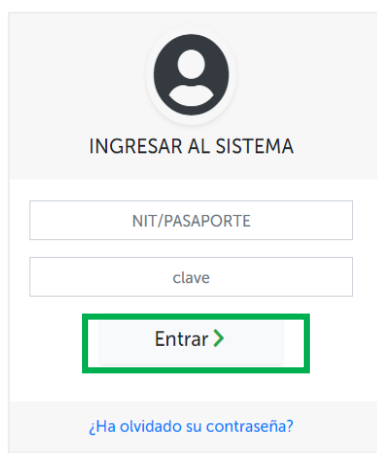 INGRESAR AL SISTEMA
NIT/PASAPORTE
clave
Entrar
¿Ha olvidado su contraseña?